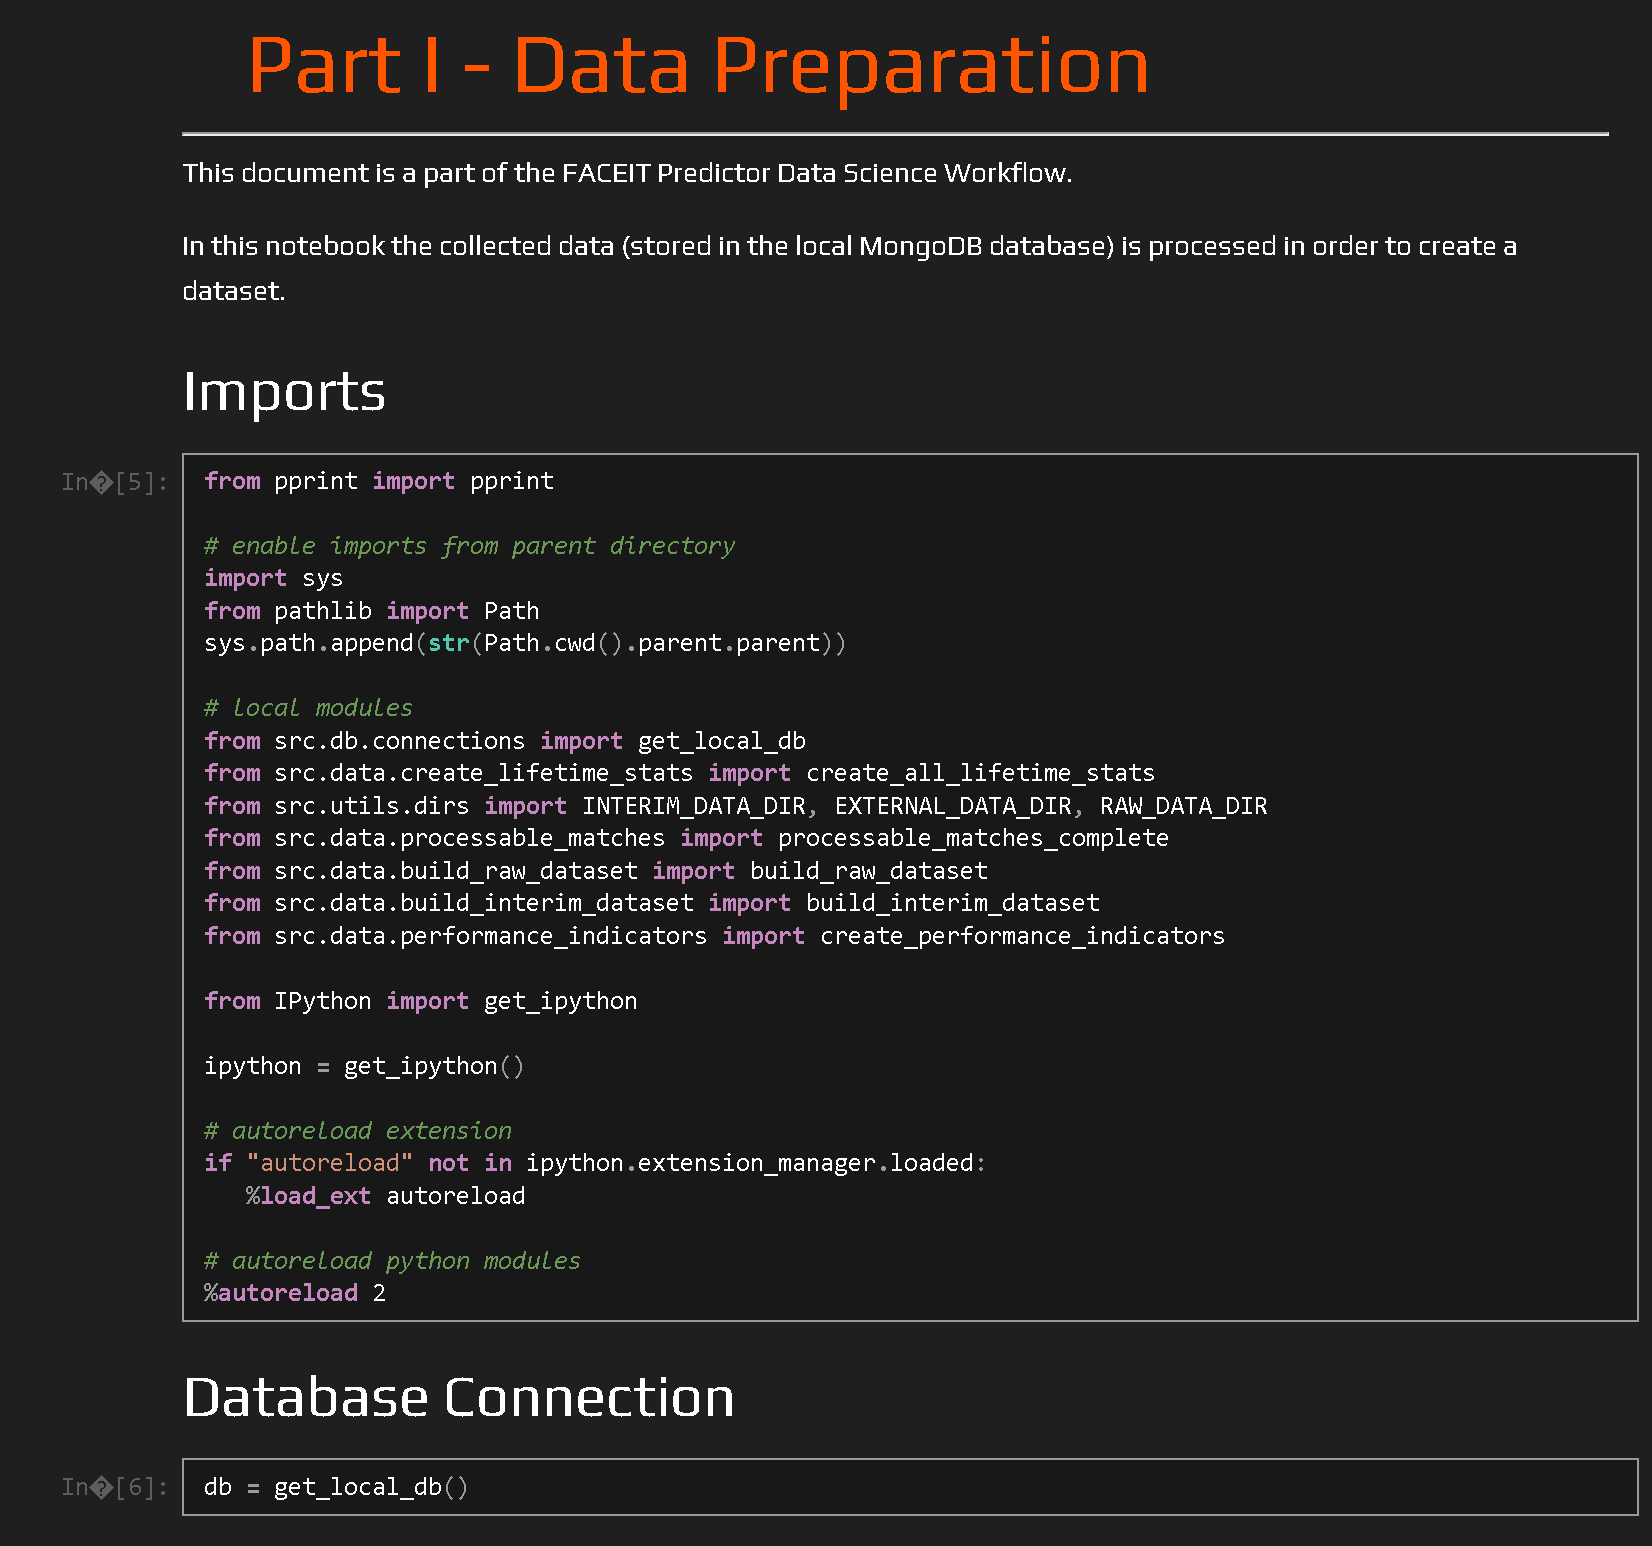 Part I - Data Preparation
This document is a part of the FACEIT Predictor Data Science Workflow.
In this notebook the collected data (stored in the local MongoDB database) is processed in order to create a
dataset.
Imports
In�[5]:
from pprint import pprint
# enable imports from parent directory
import sys
from pathlib import Path
sys.path.append(str(Path.cwd().parent.parent))
# local modules
from src.db.connections import get_local_db
from src.data.create_lifetime_stats import create_all_lifetime_stats
from src.utils.dirs import INTERIM_DATA_DIR, EXTERNAL_DATA_DIR, RAW_DATA_DIR
from src.data.processable_matches import processable_matches_complete
from src.data.build_raw_dataset import build_raw_dataset
from src.data.build_interim_dataset import build_interim_dataset
from src.data.performance_indicators import create_performance_indicators
from IPython import get_ipython
ipython = get_ipython()
# autoreload extension
if "autoreload" not in ipython.extension_manager.loaded:
   %load_ext autoreload
# autoreload python modules
%autoreload 2
Database Connection
In�[6]:
db = get_local_db()